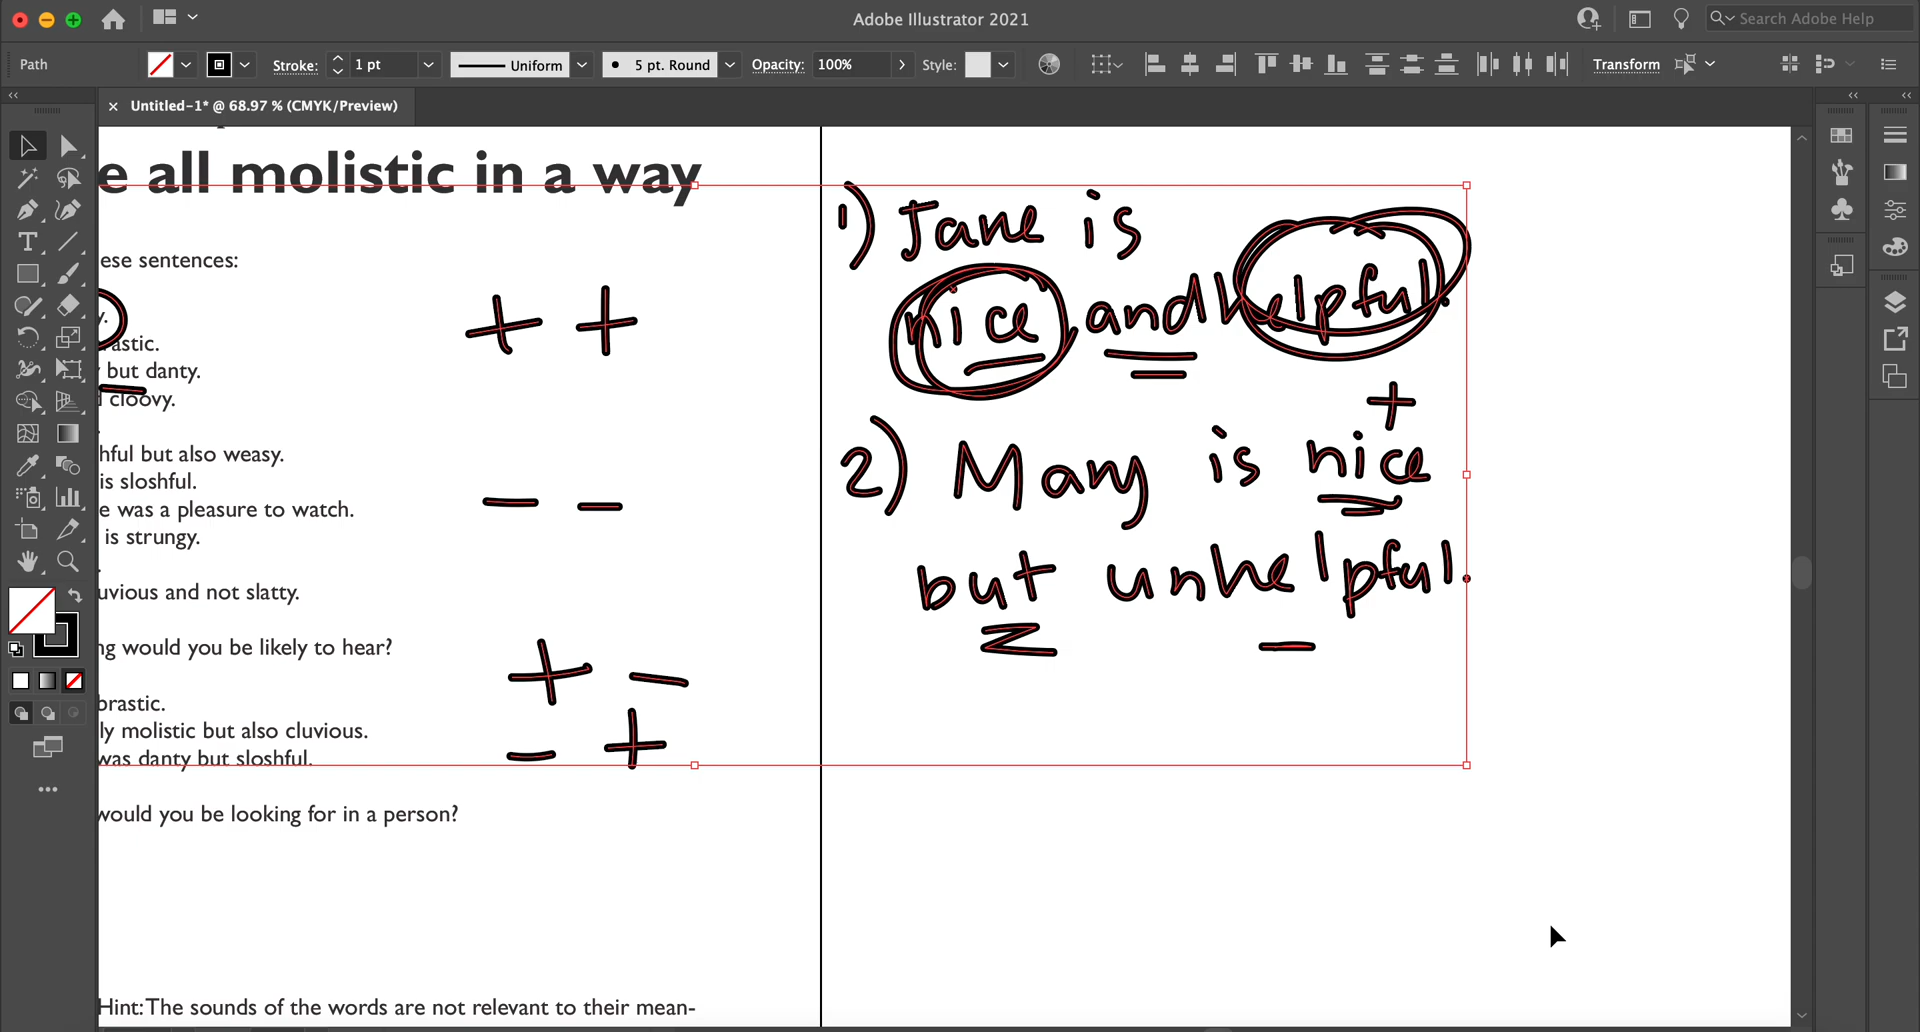 Adobe Illustrator 2021
Search Adobe Help
Path
Stroke:
1 pt
Uniform
5 pt. Round
Opacity:
100%
Style:
Transform
Untitled-1* @ 68.97 % (CMYK/Preview)
e all molistic in a way
ese sentences:
y.
rastic.
but danty.
d cloovy.
hful but also weasy.
is sloshful.
e was a pleasure to watch.
is strungy.
uvious and not slatty.
ng would you be likely to hear?
brastic.
ly molistic but also cluvious.
was danty but sloshful.
would you be looking for in a person?
Hint: The sounds of the words are not relevant to their mean-
+ +
– –
+ –
– +
1) Jane is
nice and helpful.
+
2) Mary is nice
but unhelpful.
–